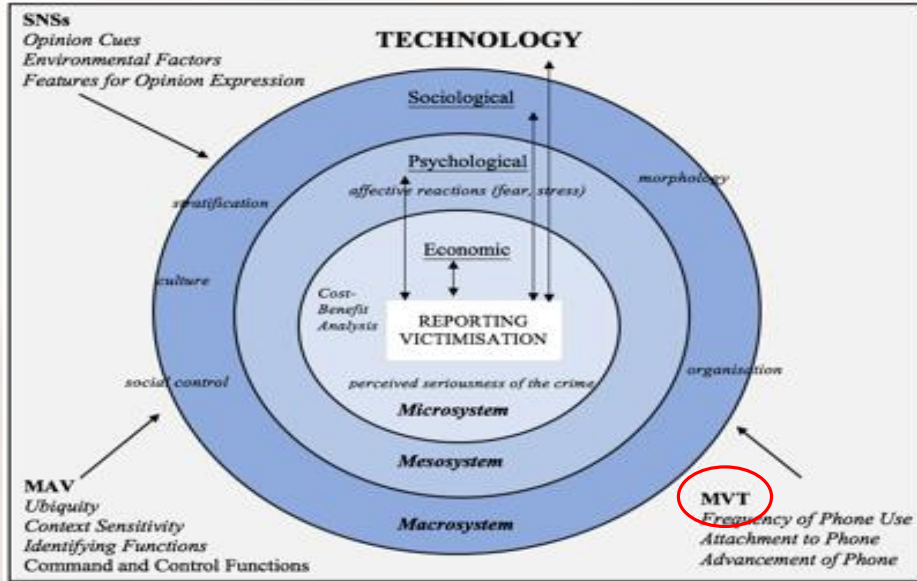 SNSs
Opinion Cues
Environmental Factors
Features for Opinion Expression
TECHNOLOGY
Sociological
Psychological
affective reactions (fear, stress)
morphology
stratification
Economic
culture
Cost-
Benefit
Analysis
REPORTING
VICTIMISATION
social control
perceived seriousness of the crime
organisation
Microsystem
Mesosystem
Macrosystem
MAV
Ubiquity
Context Sensitivity
Identifying Functions
Command and Control Functions
MVT
Frequency of Phone Use
Attachment to Phone
Advancement of Phone